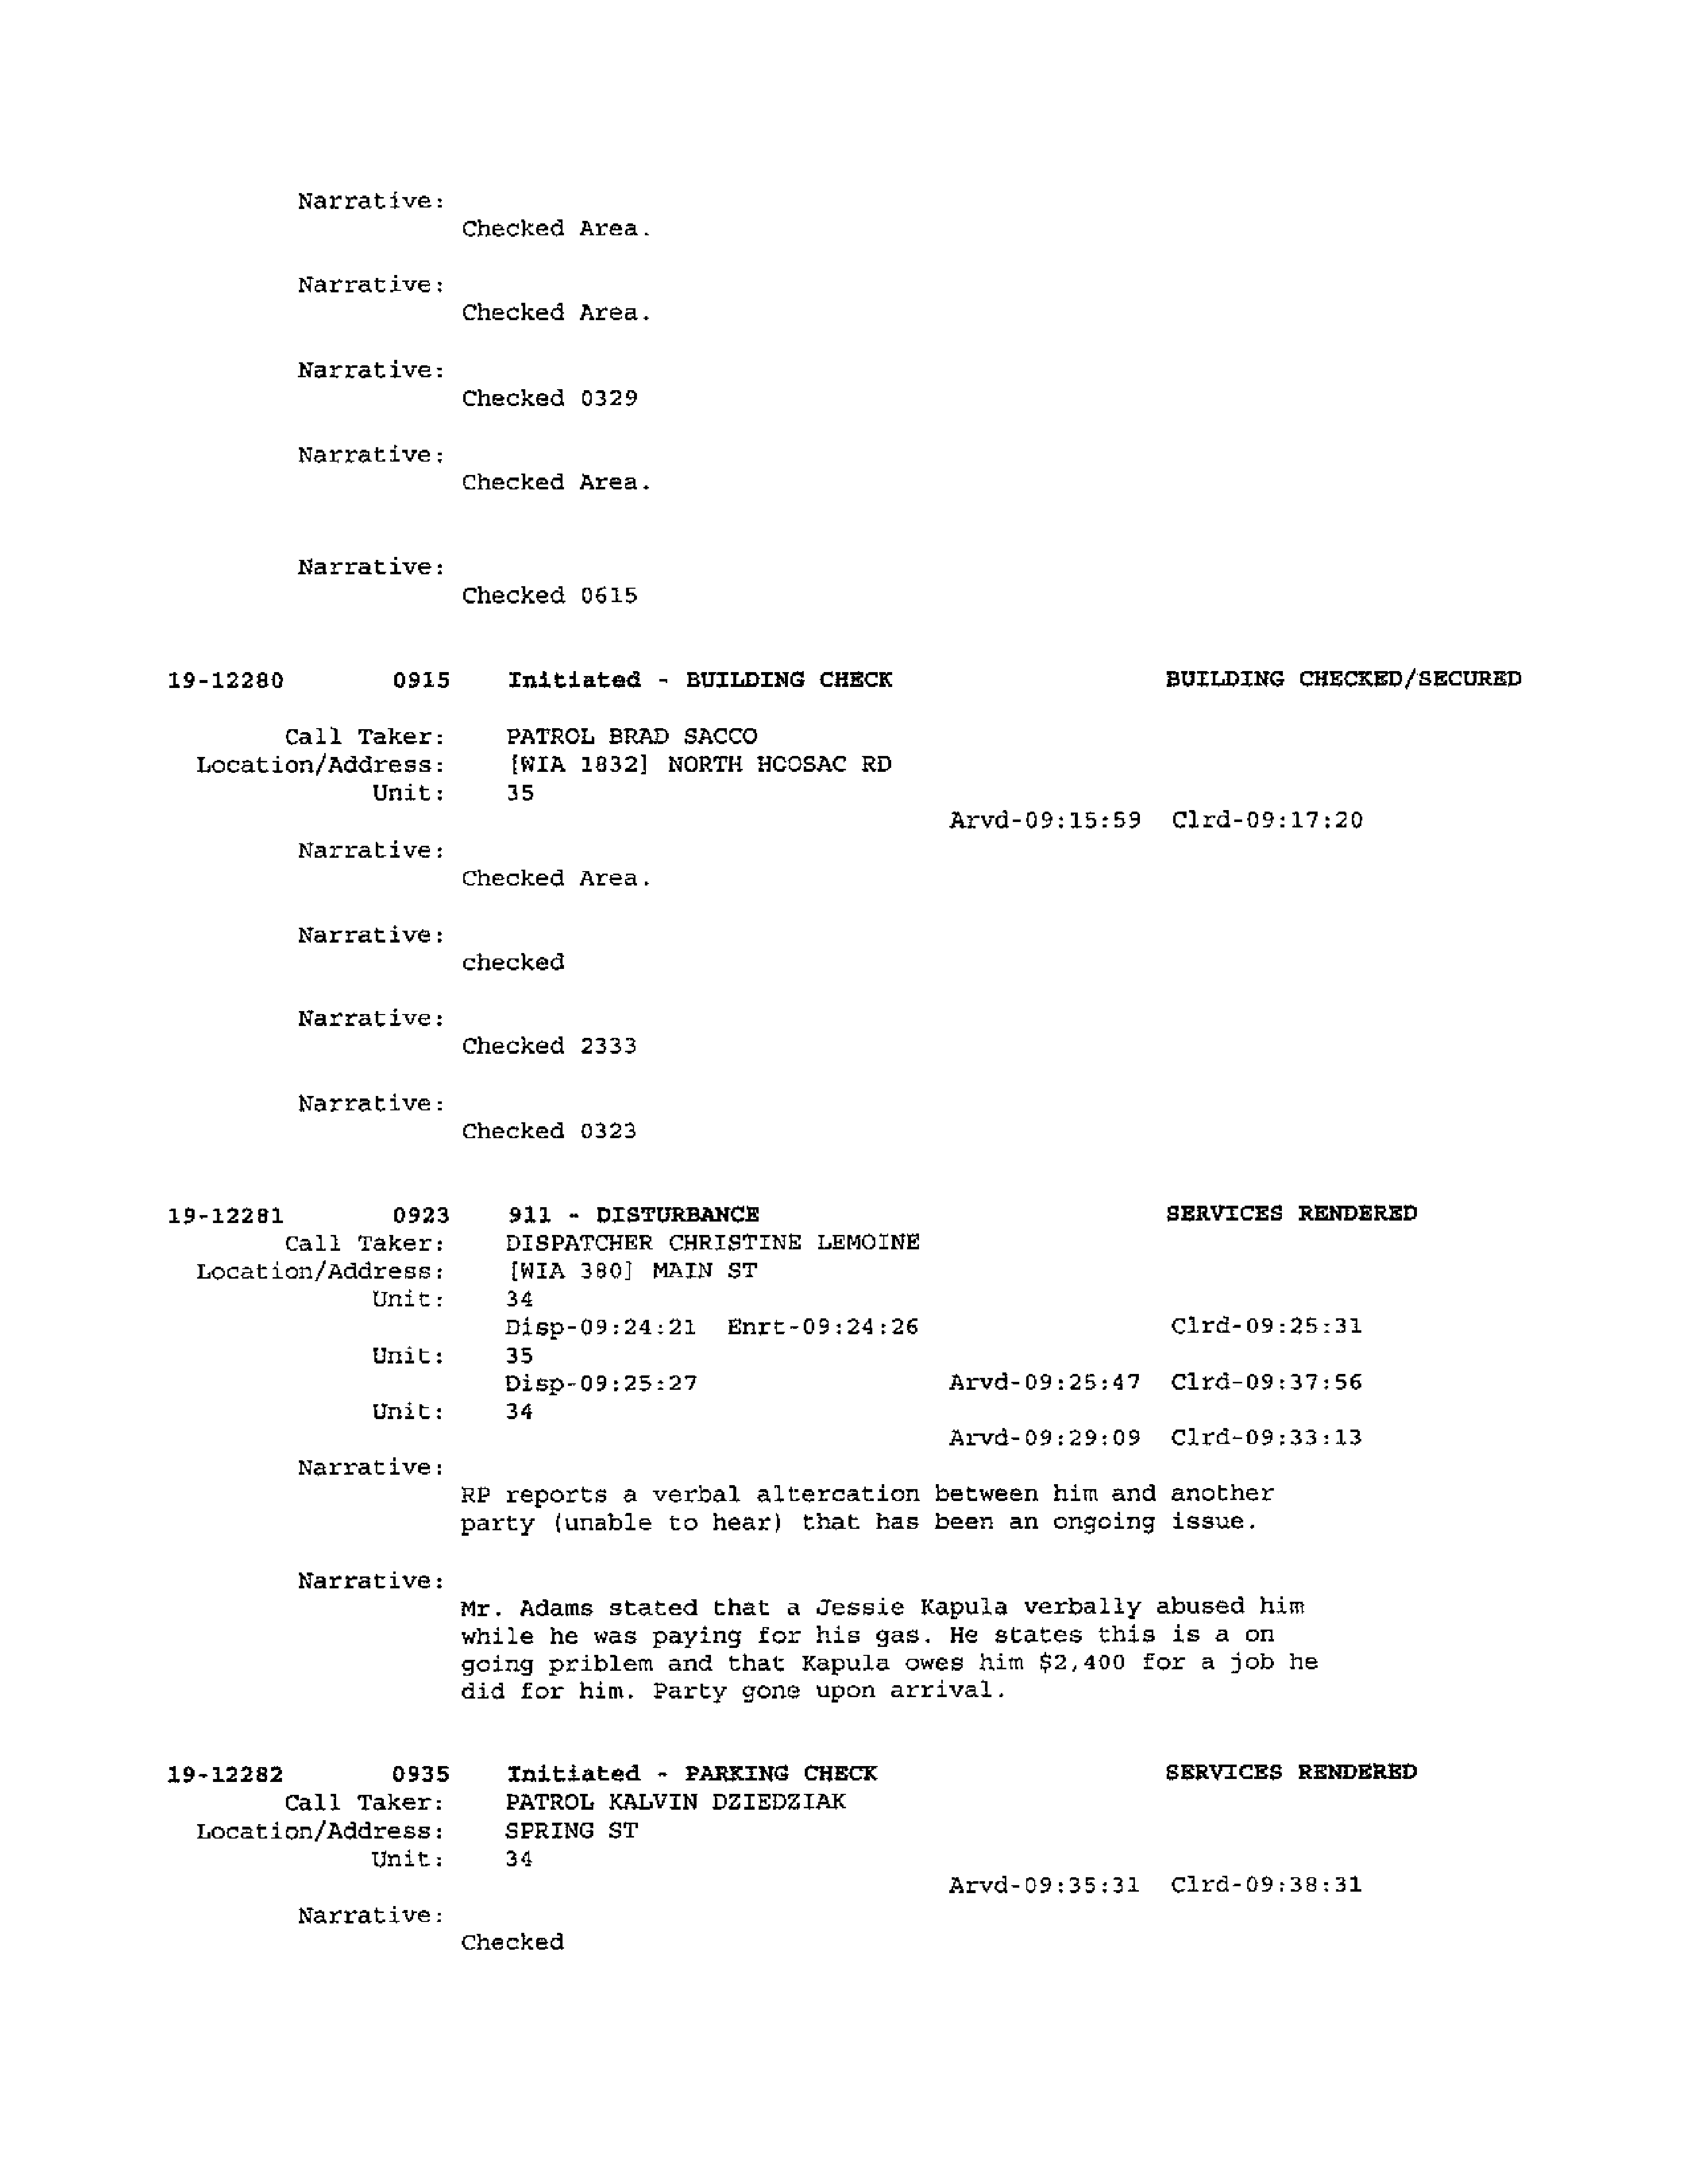 Narrative:
Checked Area.
Narrative:
Checked Area.
Narrative:
Checked 0329
Narrative:
Checked Area.
Narrative:
Checked 0615
19-12280 0915 Initiated - BUILDING CHECK BUILDING CHECKED/SECURED
Call Taker: PATROL BRAD SACCO
Location/Address: [WIA 1832] NORTH HOOSAC RD
Unit: 35
Arvd-09:15:59 Clrd-09:17:20
Narrative:
Checked Area.
Narrative:
checked
Narrative:
Checked 2333
Narrative:
Checked 0323
19-12281 0923 911 - DISTURBANCE SERVICES RENDERED
Call Taker: DISPATCHER CHRISTINE LEMOINE
Location/Address: [WIA 380] MAIN ST
Unit: 34
Disp-09:24:21 Enrt-09:24:26 Clrd-09:25:31
Unit: 35
Disp-09:25:27 Arvd-09:25:47 Clrd-09:37:56
Unit: 34
Arvd-09:29:09 Clrd-09:33:13
Narrative:
RP reports a verbal altercation between him and another
party (unable to hear) that has been an ongoing issue.
Narrative:
Mr. Adams stated that a Jessie Kapula verbally abused him
while he was paying for his gas. He states this is a on
going priblem and that Kapula owes him $2,400 for a job he
did for him. Party gone upon arrival.
19-12282 0935 Initiated - PARKING CHECK SERVICES RENDERED
Call Taker: PATROL KALVIN DZIEDZIAK
Location/Address: SPRING ST
Unit: 34
Arvd-09:35:31 Clrd-09:38:31
Narrative:
Checked